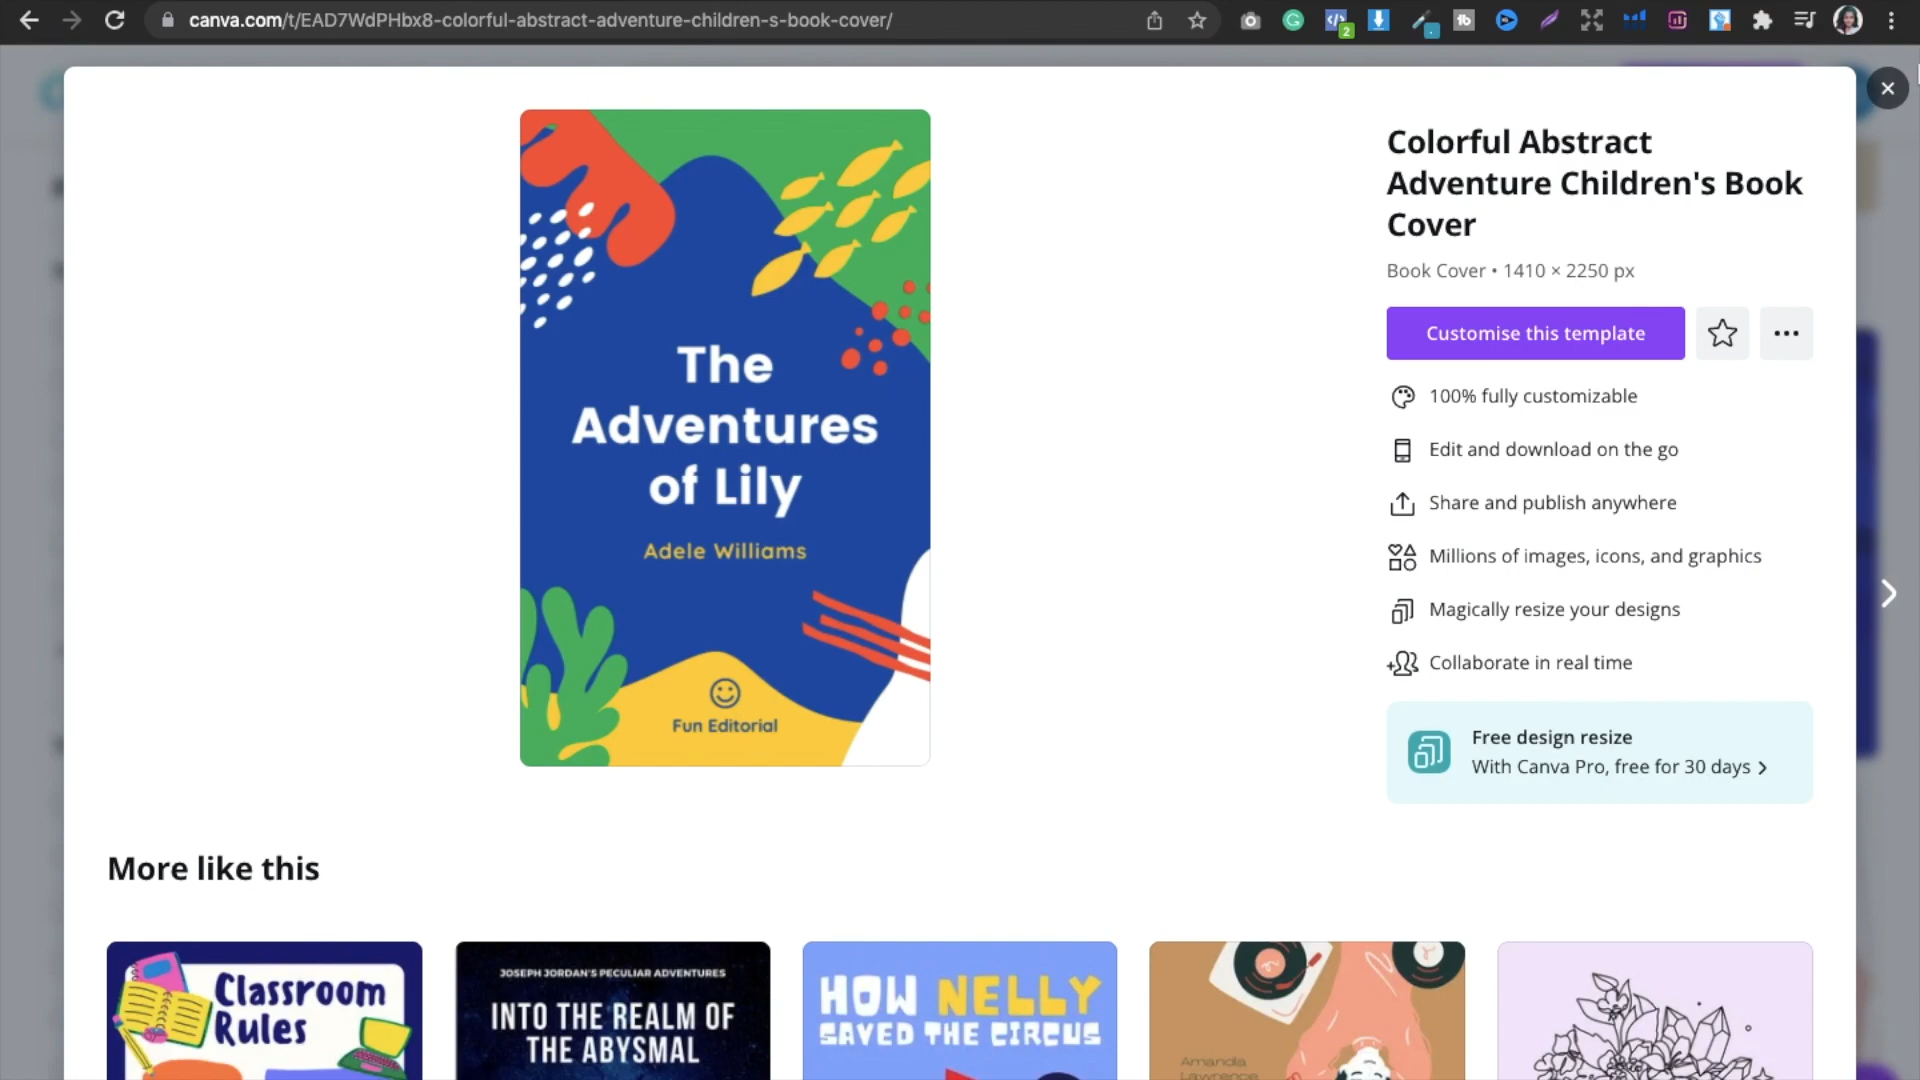 canva.com/t/EAD7WdPHbx8-colorful-abstract-adventure-children-s-book-cover/
2
The
Adventures
of Lily
Adele Williams
Fun Editorial
Colorful Abstract
Adventure Children's Book
Cover
Book Cover • 1410 × 2250 px
Customise this template
100% fully customizable
Edit and download on the go
Share and publish anywhere
Millions of images, icons, and graphics
Magically resize your designs
Collaborate in real time
Free design resize
With Canva Pro, free for 30 days
More like this
Classroom
Rules
JOSEPH JORDAN'S PECULIAR ADVENTURES
INTO THE REALM OF
THE ABYSMAL
HOW NELLY
SAVED THE CIRCUS
Amanda
Lawrence